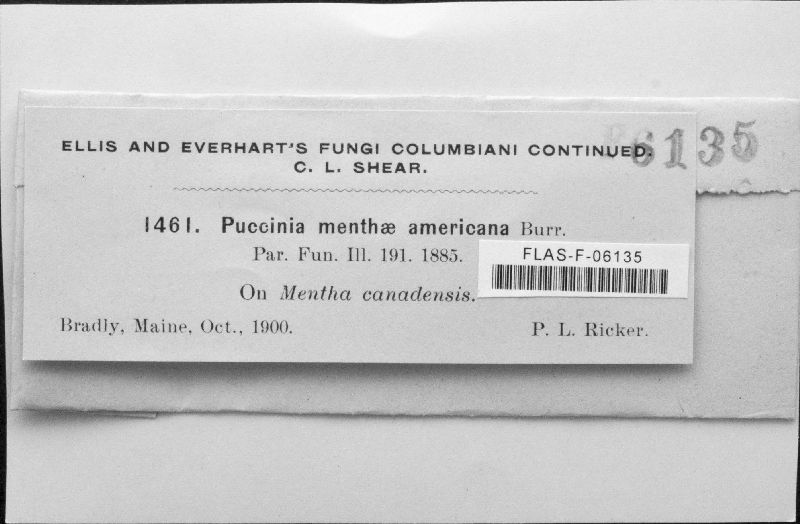 ELLIS AND EVERHART'S FUNGI COLUMBIANI CONTINUED.
C. L. SHEAR.
6135
1461. Puccinia menthæ americana Burr.
Par. Fun. Ill. 191. 1885.
FLAS-F-06135
On Mentha canadensis.
Bradly, Maine, Oct., 1900.
P. L. Ricker.